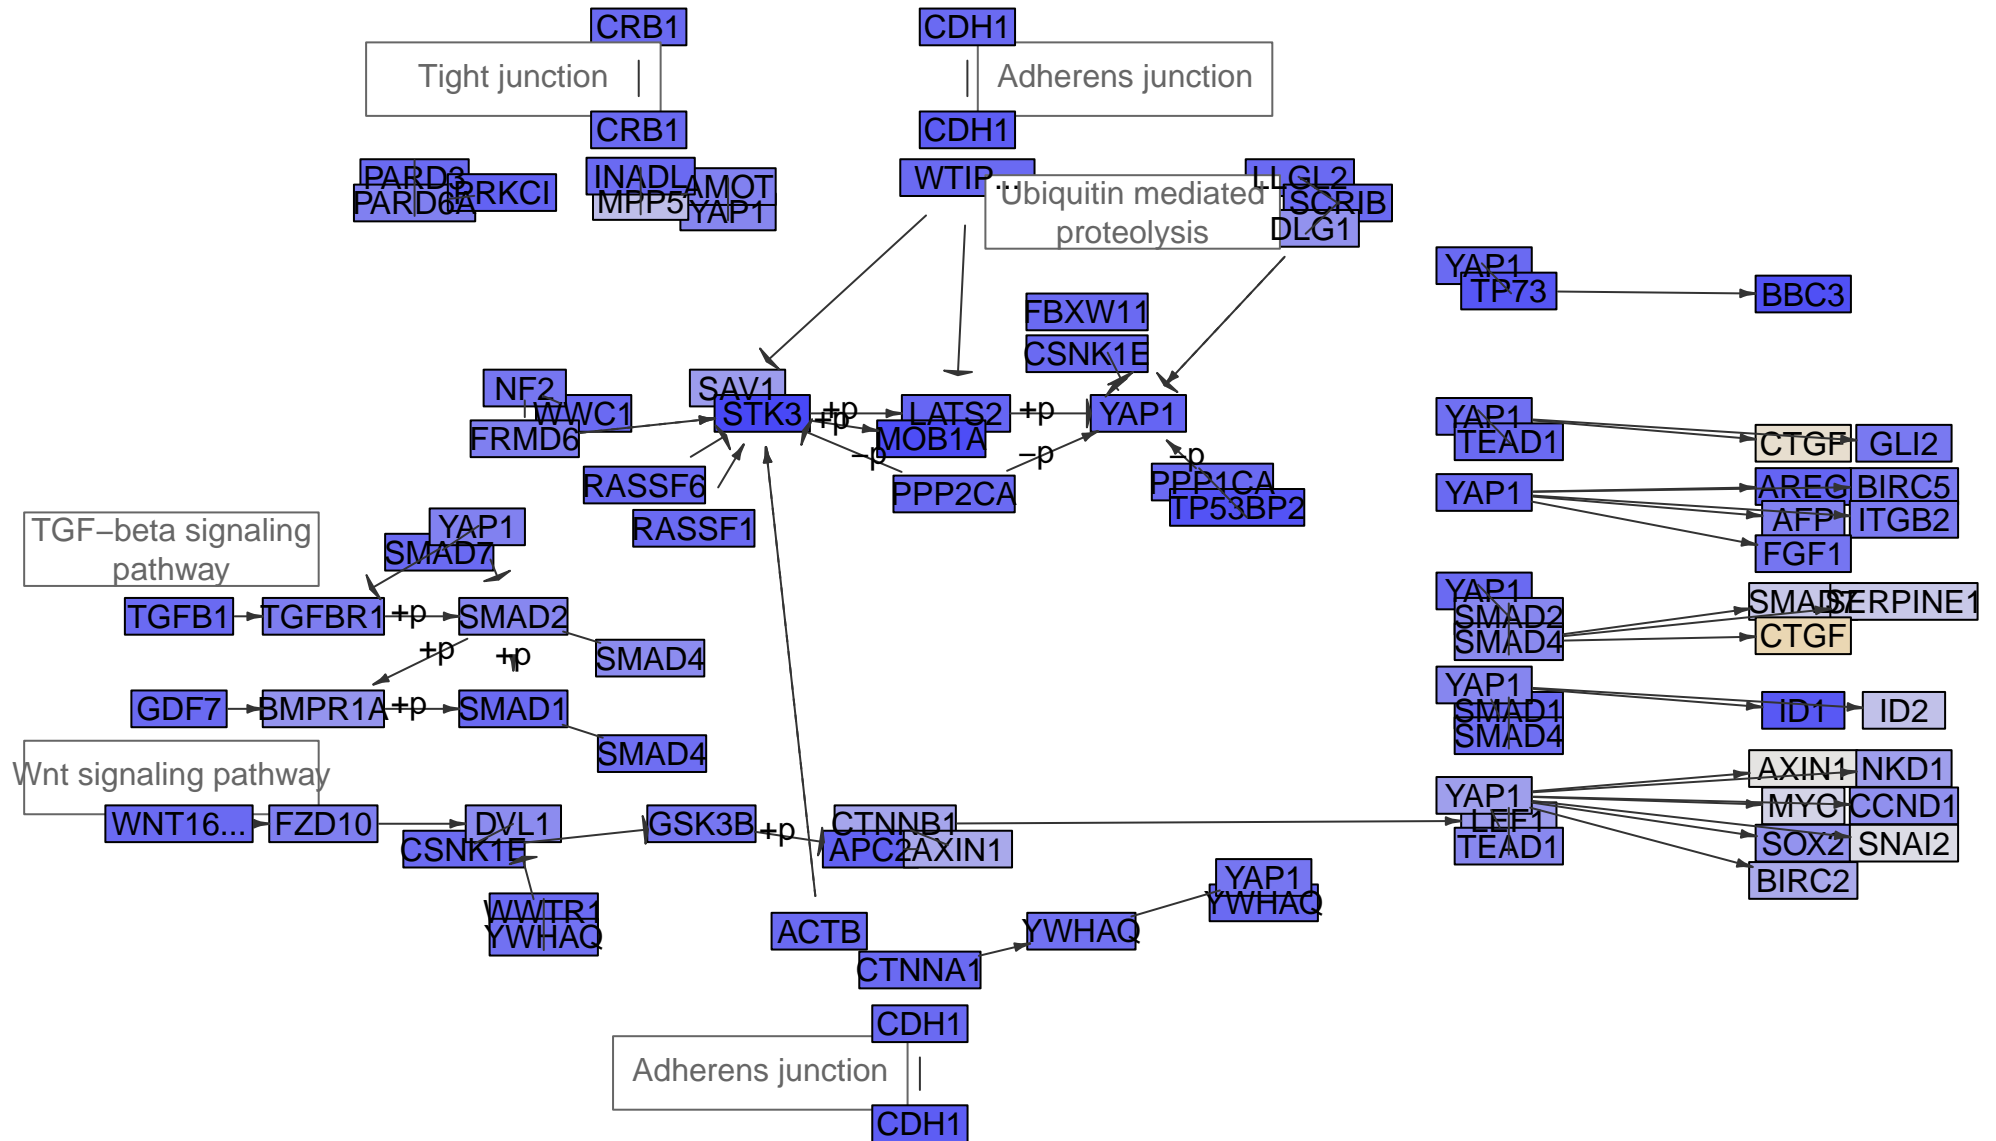 CRB1
CDH1
Tight junction
Adherens junction
CRB1
CDH1
PARD3
PARD6A
PRKCI
INADL
MPP5
AMOT
YAP1
WTIP...
Ubiquitin mediated
proteolysis
LLGL2
SCRIB
DLG1
YAP1
TP73
BBC3
FBXW11
CSNK1E
NF2
WWC1
FRMD6
SAV1
STK3
+p
+p
LATS2
MOB1A
+p
YAP1
−p
−p
−p
RASSF6
RASSF1
PPP2CA
PPP1CA
TP53BP2
YAP1
TEAD1
CTGF
GLI2
YAP1
AREG
BIRC5
AFP
ITGB2
FGF1
TGF−beta signaling
pathway
YAP1
SMAD7
TGFB1
TGFBR1
+p
SMAD2
SMAD4
+p
+p
GDF7
BMPR1A
+p
SMAD1
SMAD4
YAP1
SMAD2
SMAD4
SMAD7
SERPINE1
CTGF
YAP1
SMAD1
SMAD4
ID1
ID2
Wnt signaling pathway
WNT16...
FZD10
DVL1
CSNK1E
GSK3B
+p
CTNNB1
APC2
AXIN1
YAP1
LEF1
TEAD1
AXIN1
NKD1
MYC
CCND1
SOX2
SNAI2
BIRC2
WWTR1
YWHAQ
ACTB
CTNNA1
YWHAQ
YAP1
YWHAQ
CDH1
Adherens junction
CDH1